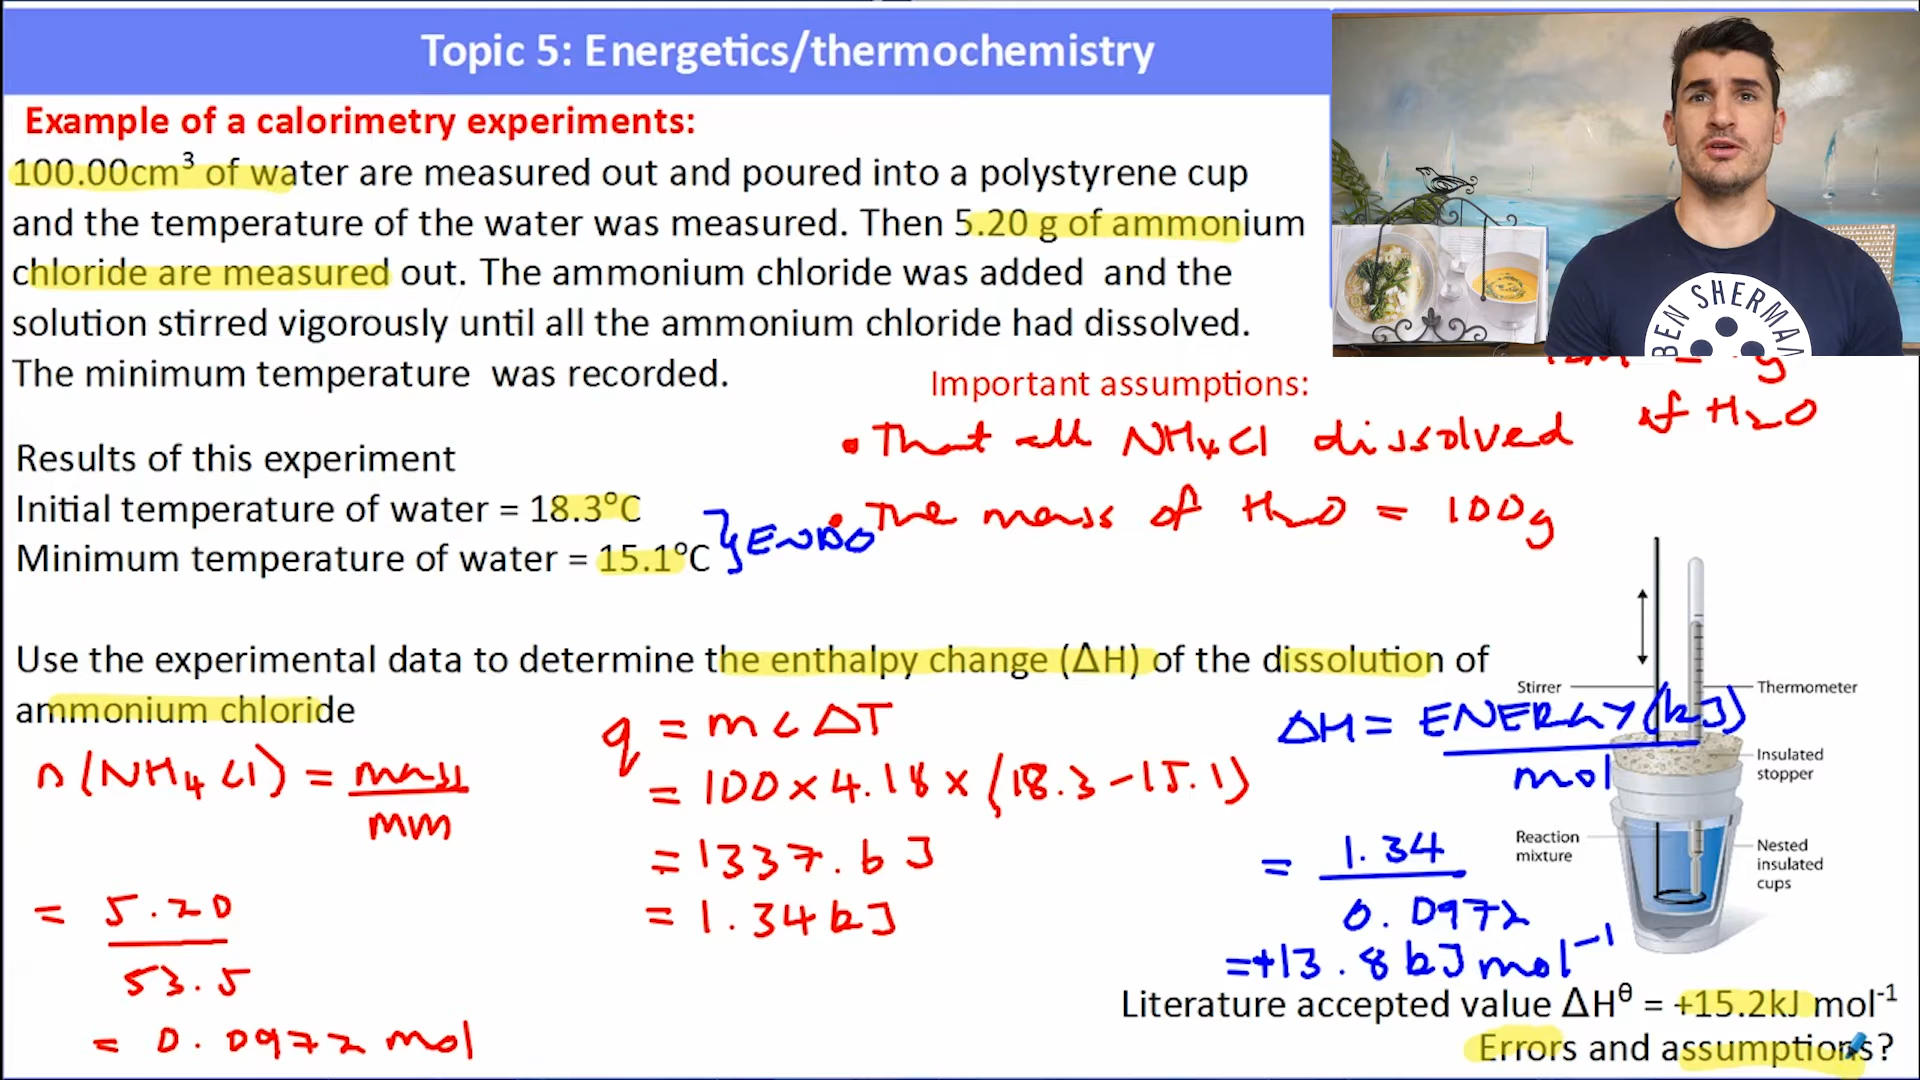 Topic 5: Energetics/thermochemistry
Example of a calorimetry experiments:
100.00cm³ of water are measured out and poured into a polystyrene cup
and the temperature of the water was measured. Then 5.20 g of ammonium
chloride are measured out. The ammonium chloride was added and the
solution stirred vigorously until all the ammonium chloride had dissolved.
The minimum temperature was recorded.
BEN SHERMAN
Important assumptions:
• That all NH₄Cl dissolved
of H₂O
• The mass of H₂O = 100g
Results of this experiment
Initial temperature of water = 18.3°C
Minimum temperature of water = 15.1°C
} ENDO
Use the experimental data to determine the enthalpy change (ΔH) of the dissolution of
ammonium chloride
n(NH₄Cl) = mass
mm
= 5.20
53.5
= 0.0972 mol
q = mcΔT
= 100 × 4.18 × (18.3 - 15.1)
= 1337.6 J
= 1.34 kJ
ΔH = ENERGY (kJ)
mol
= 1.34
0.0972
= +13.8 kJ mol⁻¹
Stirrer
Thermometer
Insulated
stopper
Reaction
mixture
Nested
insulated
cups
Literature accepted value ΔHᶿ = +15.2kJ mol⁻¹
Errors and assumptions?